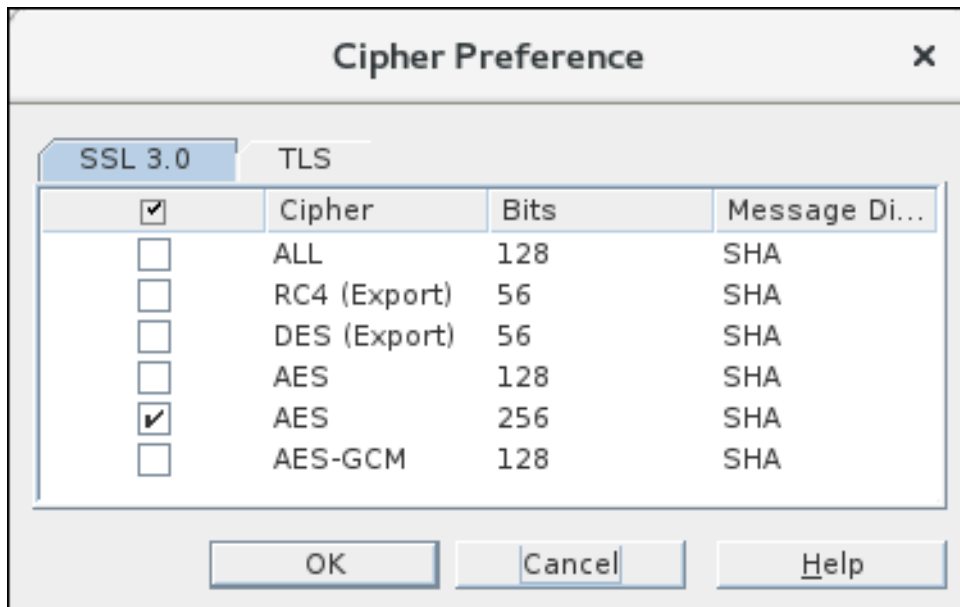 Cipher Preference
SSL 3.0 TLS
Cipher Bits Message Di...
ALL 128 SHA
RC4 (Export) 56 SHA
DES (Export) 56 SHA
AES 128 SHA
AES 256 SHA
AES-GCM 128 SHA
OK Cancel Help